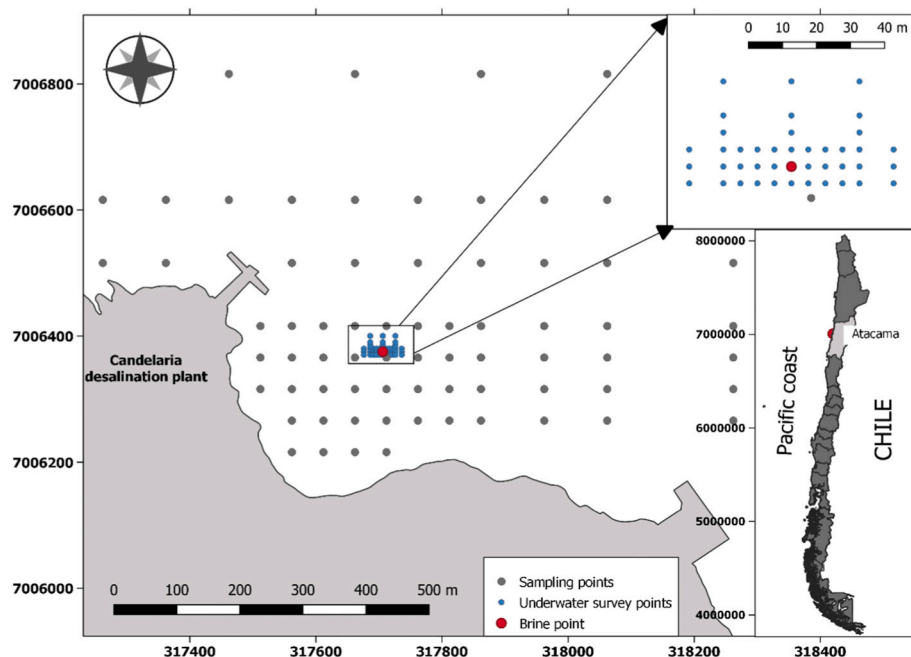 0 10 20 30 40 m
7006800
7006600
7006400
7006200
7006000
Candelaria
desalination plant
0 100 200 300 400 500 m
Sampling points
Underwater survey points
Brine point
317400 317600 317800 318000 318200 318400
8000000
7000000
6000000
5000000
4000000
Atacama
Pacific coast
CHILE